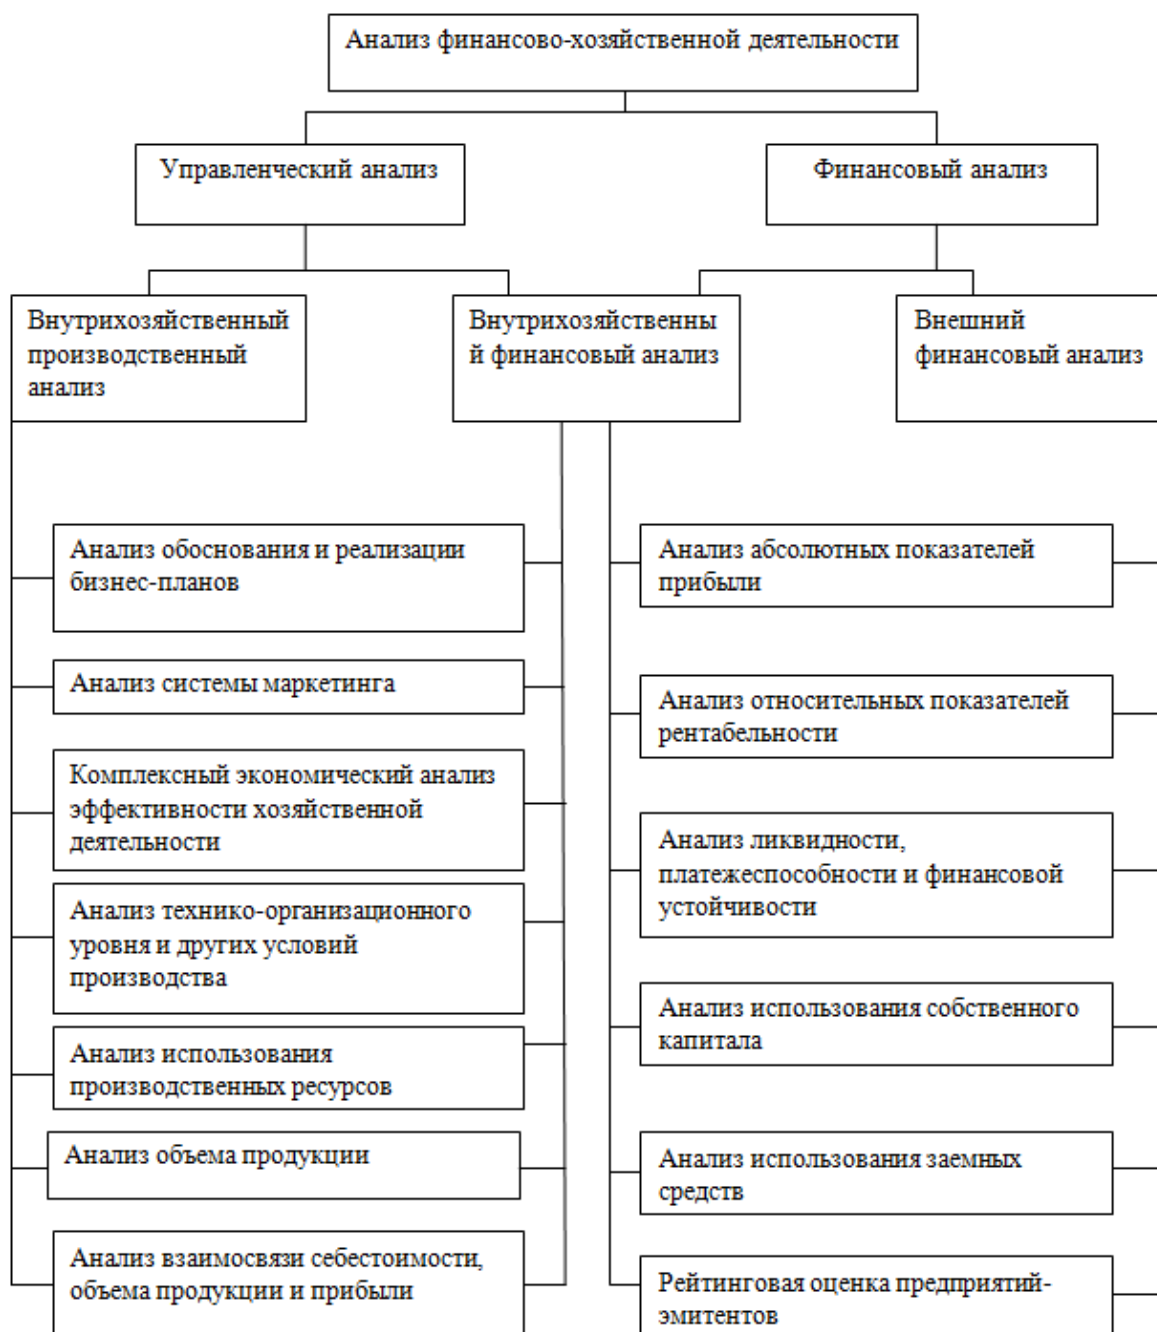 Анализ финансово-хозяйственной деятельности
Управленческий анализ
Финансовый анализ
Внутрихозяйственный
производственный
анализ
Внутрихозяйственны
й финансовый анализ
Внешний
финансовый анализ
Анализ обоснования и реализации
бизнес-планов
Анализ системы маркетинга
Комплексный экономический анализ
эффективности хозяйственной
деятельности
Анализ технико-организационного
уровня и других условий
производства
Анализ использования
производственных ресурсов
Анализ объема продукции
Анализ взаимосвязи себестоимости,
объема продукции и прибыли
Анализ абсолютных показателей
прибыли
Анализ относительных показателей
рентабельности
Анализ ликвидности,
платежеспособности и финансовой
устойчивости
Анализ использования собственного
капитала
Анализ использования заемных
средств
Рейтинговая оценка предприятий-
эмитентов